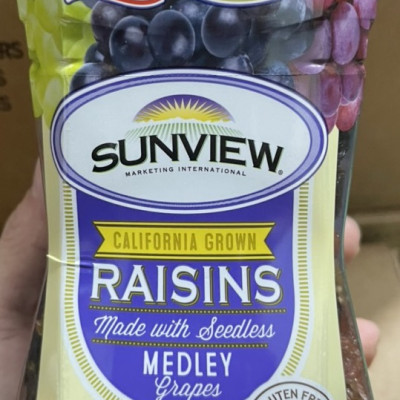 SUNVIEW
MARKETING INTERNATIONAL
CALIFORNIA GROWN
RAISINS
Made with Seedless
MEDLEY
Grapes